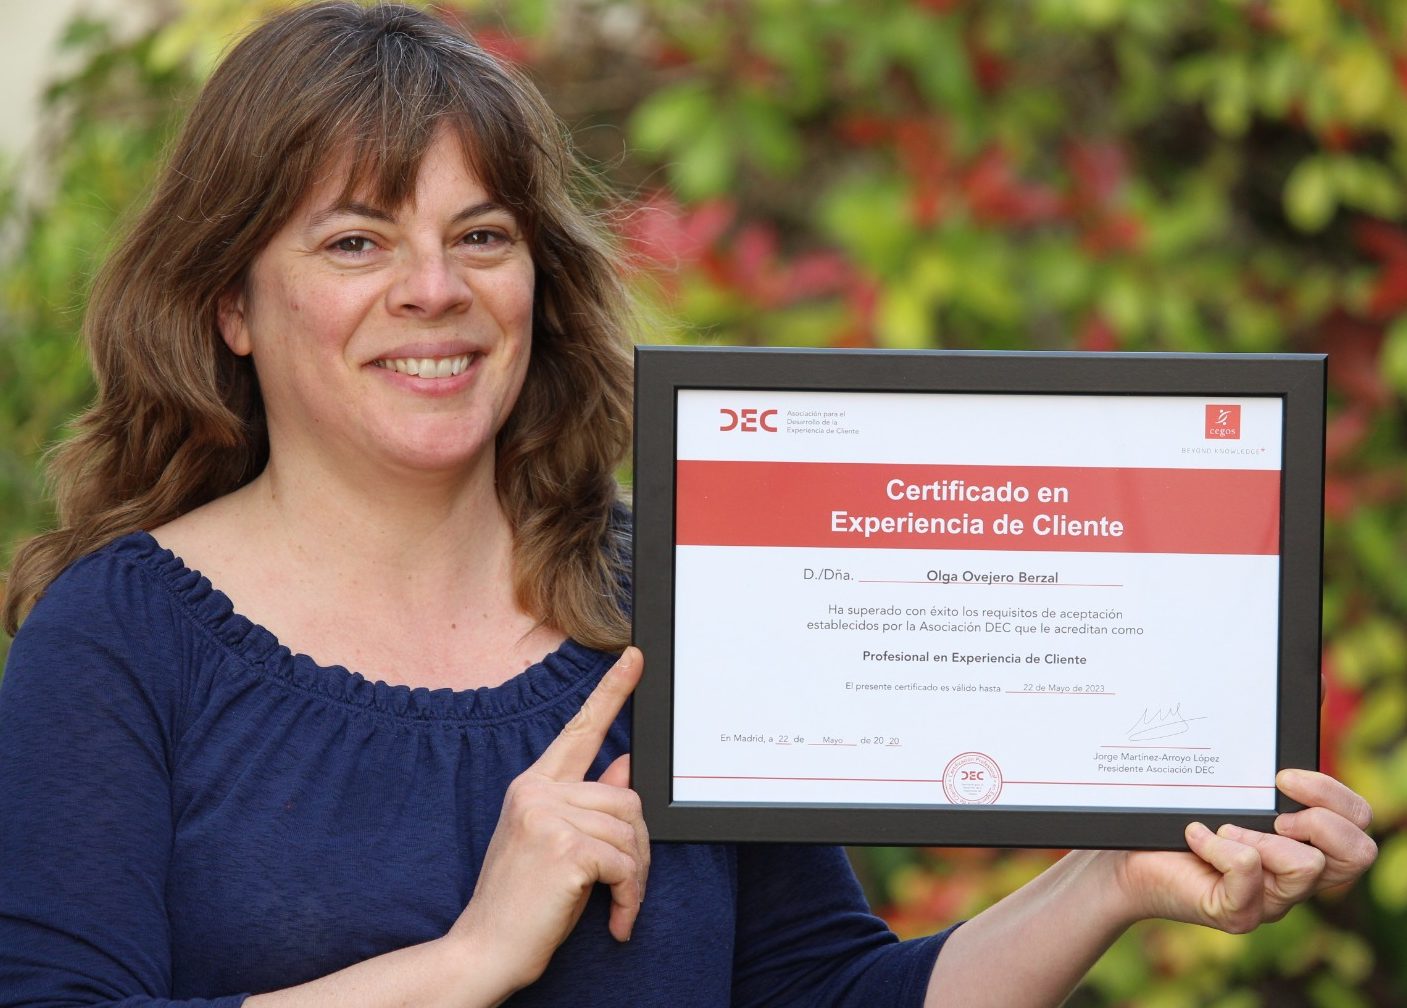 DEC
Asociación para el
Desarrollo de la
Experiencia de Cliente
cegos
BEYOND KNOWLEDGE+
Certificado en
Experiencia de Cliente
D./Dña. Olga Ovejero Berzal
Ha superado con éxito los requisitos de aceptación
establecidos por la Asociación DEC que le acreditan como
Profesional en Experiencia de Cliente
El presente certificado es válido hasta 22 de Mayo de 2023
En Madrid, a 22 de Mayo de 20 20
Jorge Martínez-Arroyo López
Presidente Asociación DEC
Certificación Profesional
DEC